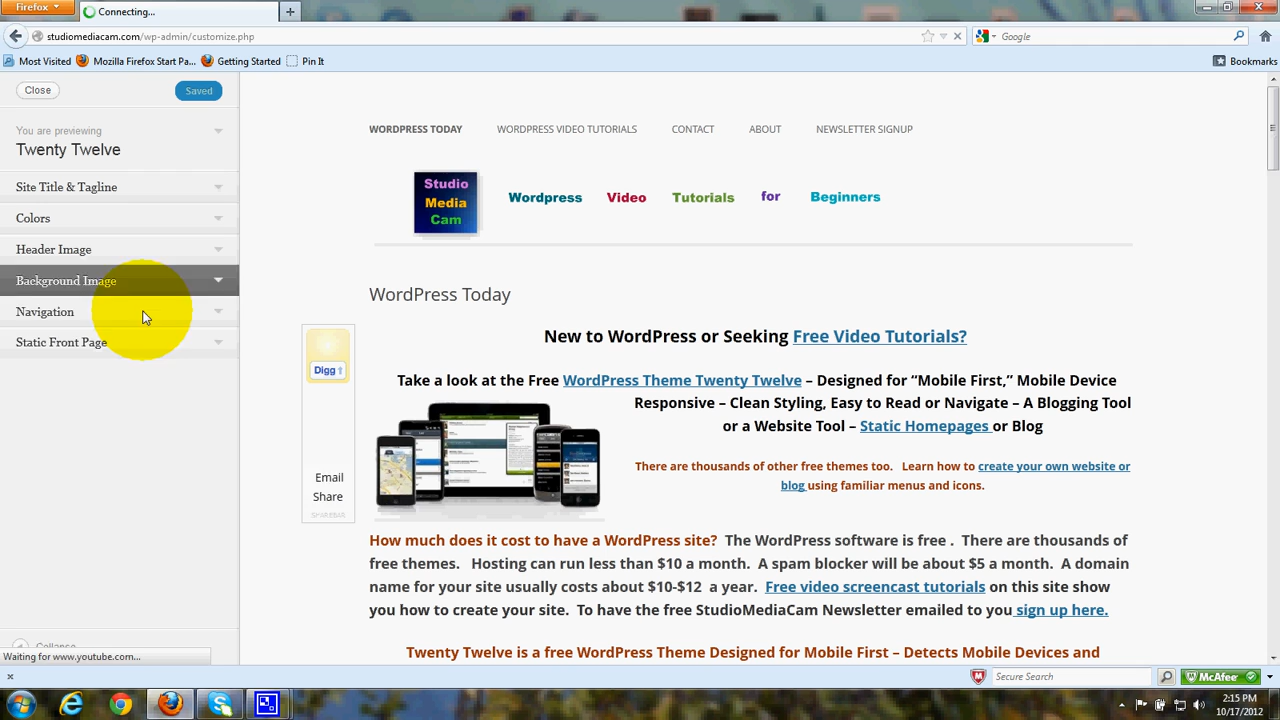 Firefox
Connecting...
studiomediacam.com/wp-admin/customize.php
Google
Most Visited
Mozilla Firefox Start Pa...
Getting Started
Pin It
Bookmarks
Close
Saved
You are previewing
Twenty Twelve
Site Title & Tagline
Colors
Header Image
Background Image
Navigation
Static Front Page
Collapse
Waiting for www.youtube.com...
WORDPRESS TODAY WORDPRESS VIDEO TUTORIALS CONTACT ABOUT NEWSLETTER SIGNUP
Studio
Media
Cam
Wordpress Video Tutorials for Beginners
WordPress Today
New to WordPress or Seeking Free Video Tutorials?
Digg
Email
Share
SHAREBAR
Take a look at the Free WordPress Theme Twenty Twelve – Designed for “Mobile First,” Mobile Device
Responsive – Clean Styling, Easy to Read or Navigate – A Blogging Tool
or a Website Tool – Static Homepages or Blog
There are thousands of other free themes too. Learn how to create your own website or
blog using familiar menus and icons.
How much does it cost to have a WordPress site? The WordPress software is free . There are thousands of
free themes. Hosting can run less than $10 a month. A spam blocker will be about $5 a month. A domain
name for your site usually costs about $10-$12 a year. Free video screencast tutorials on this site show
you how to create your site. To have the free StudioMediaCam Newsletter emailed to you sign up here.
Twenty Twelve is a free WordPress Theme Designed for Mobile First – Detects Mobile Devices and
Secure Search
McAfee
2:15 PM
10/17/2012